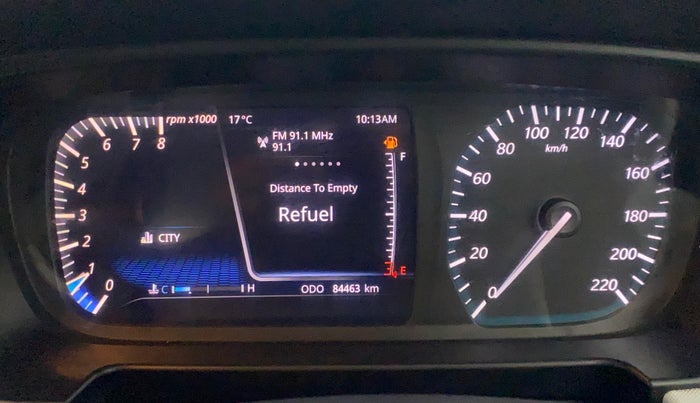 rpm x1000 17°C 10:13AM
FM 91.1 MHz
91.1
F
Distance To Empty
Refuel
CITY
E
C H ODO 84463 km
0 1 2 3 4 5 6 7 8
km/h
0 20 40 60 80 100 120 140 160 180 200 220